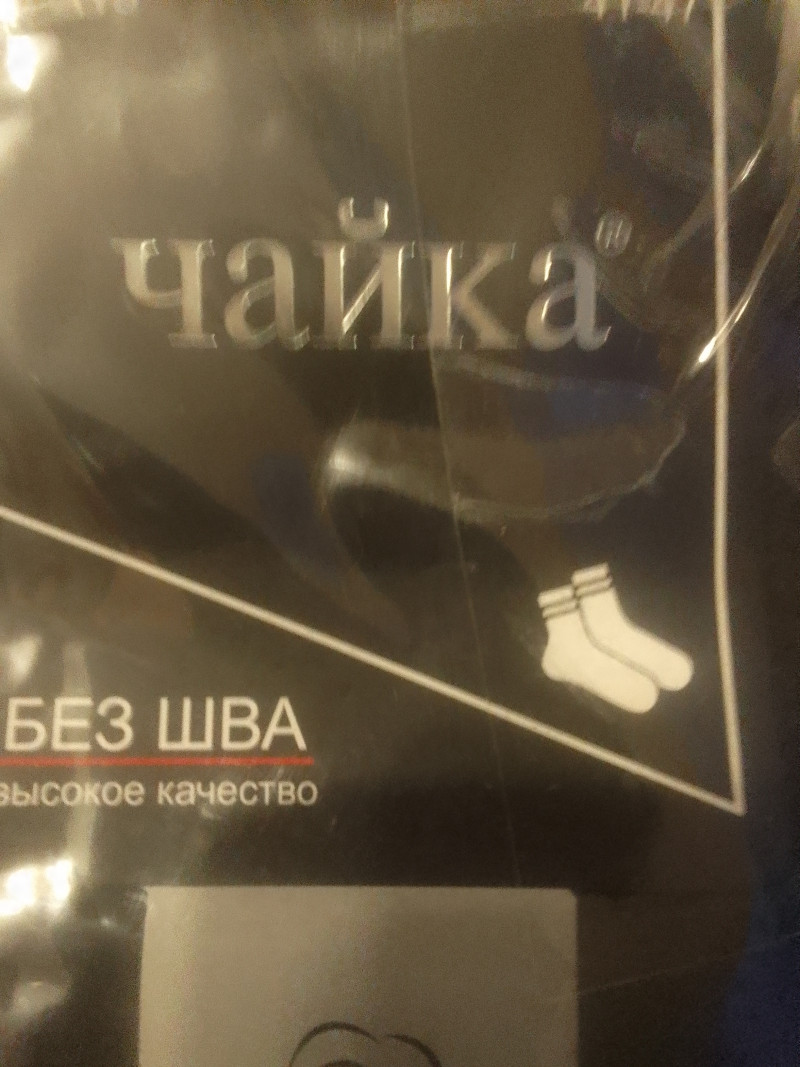 чайка®
БЕЗ ШВА
высокое качество